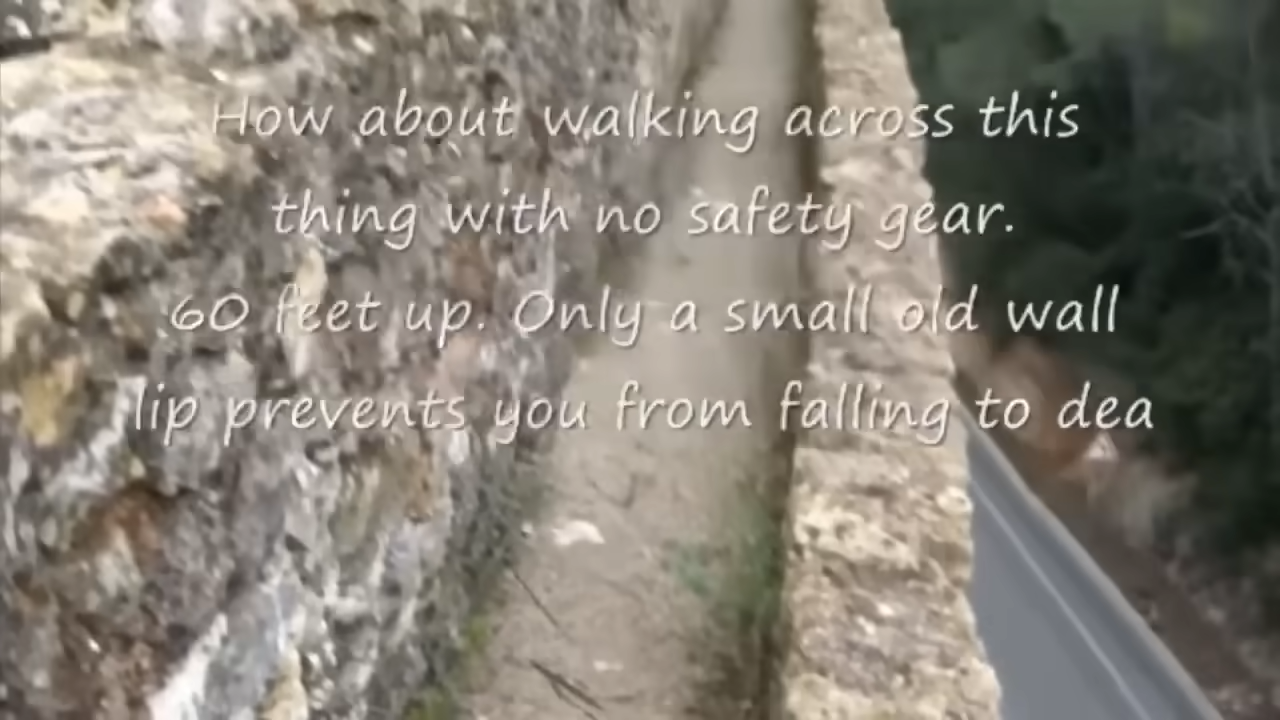 How about walking across this
thing with no safety gear.
60 feet up. Only a small old wall
lip prevents you from falling to dea